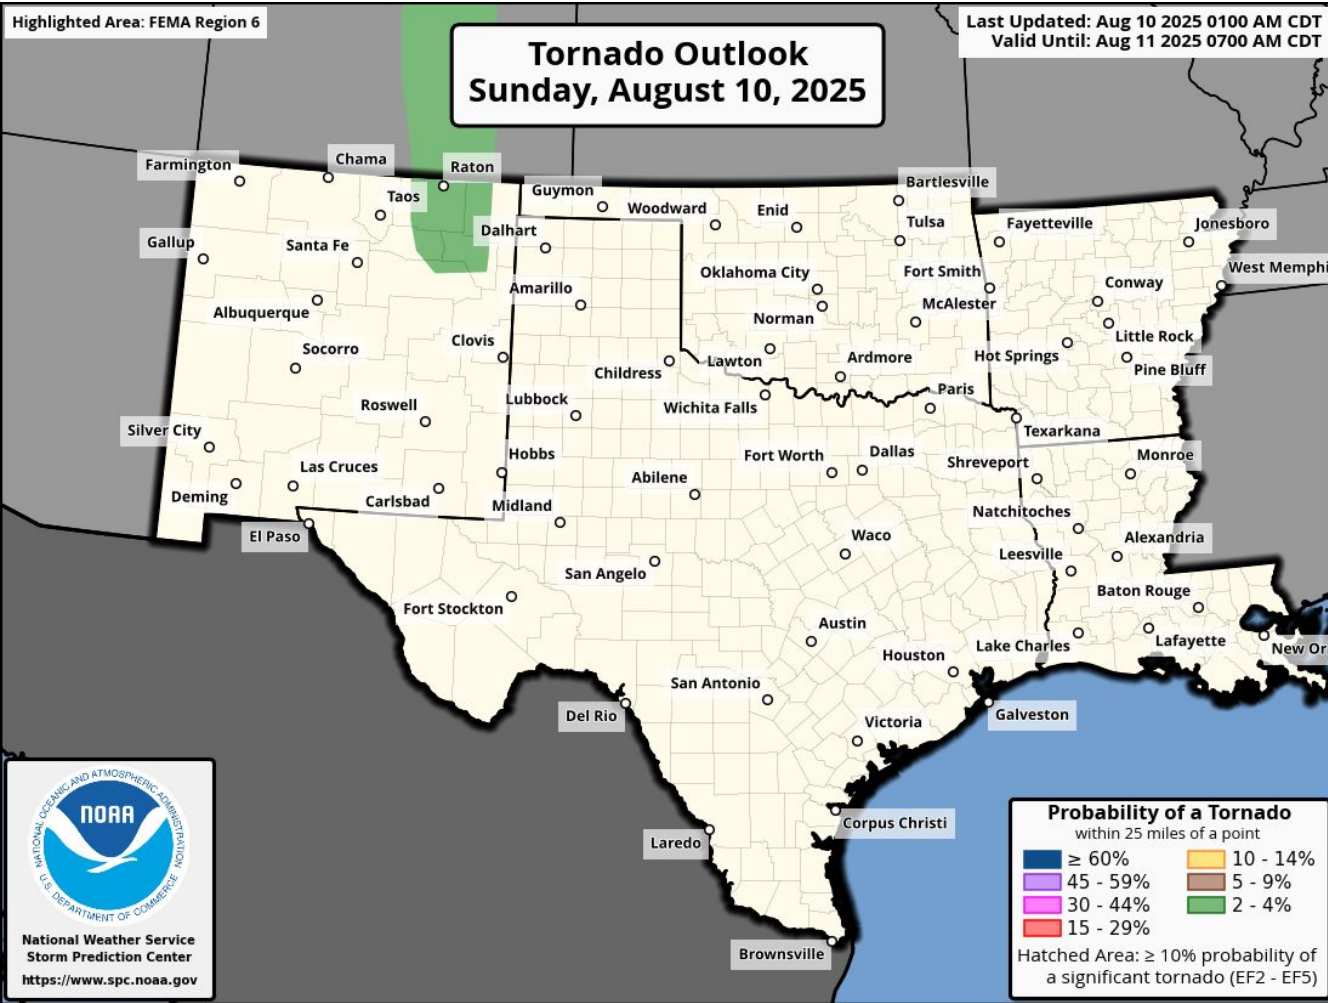 Highlighted Area: FEMA Region 6
Last Updated: Aug 10 2025 0100 AM CDT
Valid Until: Aug 11 2025 0700 AM CDT
Tornado Outlook
Sunday, August 10, 2025
Farmington
Chama
Raton
Taos
Guymon
Woodward
Enid
Bartlesville
Tulsa
Fayetteville
Jonesboro
Gallup
Santa Fe
Dalhart
Oklahoma City
Fort Smith
West Memphi
Amarillo
Conway
Albuquerque
Norman
McAlester
Socorro
Clovis
Little Rock
Childress
Lawton
Ardmore
Hot Springs
Pine Bluff
Roswell
Lubbock
Wichita Falls
Paris
Silver City
Texarkana
Las Cruces
Hobbs
Fort Worth
Dallas
Shreveport
Monroe
Deming
Carlsbad
Midland
Abilene
Natchitoches
El Paso
Waco
Leesville
Alexandria
San Angelo
Baton Rouge
Fort Stockton
Austin
Lake Charles
Lafayette
New Or
Houston
San Antonio
Del Rio
Victoria
Galveston
Corpus Christi
Laredo
Brownsville
NATIONAL OCEANIC AND ATMOSPHERIC ADMINISTRATION
NOAA
U.S. DEPARTMENT OF COMMERCE
National Weather Service
Storm Prediction Center
https://www.spc.noaa.gov
Probability of a Tornado
within 25 miles of a point
≥ 60%
45 - 59%
30 - 44%
15 - 29%
10 - 14%
5 - 9%
2 - 4%
Hatched Area: ≥ 10% probability of
a significant tornado (EF2 - EF5)